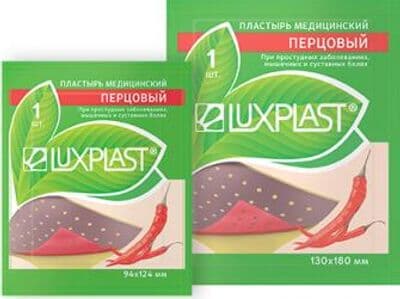 ПЛАСТЫРЬ МЕДИЦИНСКИЙ
ПЕРЦОВЫЙ
При простудных заболеваниях,
мышечных и суставных болях
1
ШТ.
LUXPLAST®
94x124 мм
ПЛАСТЫРЬ МЕДИЦИНСКИЙ
ПЕРЦОВЫЙ
При простудных заболеваниях,
мышечных и суставных болях
1
ШТ.
LUXPLAST®
130x180 мм